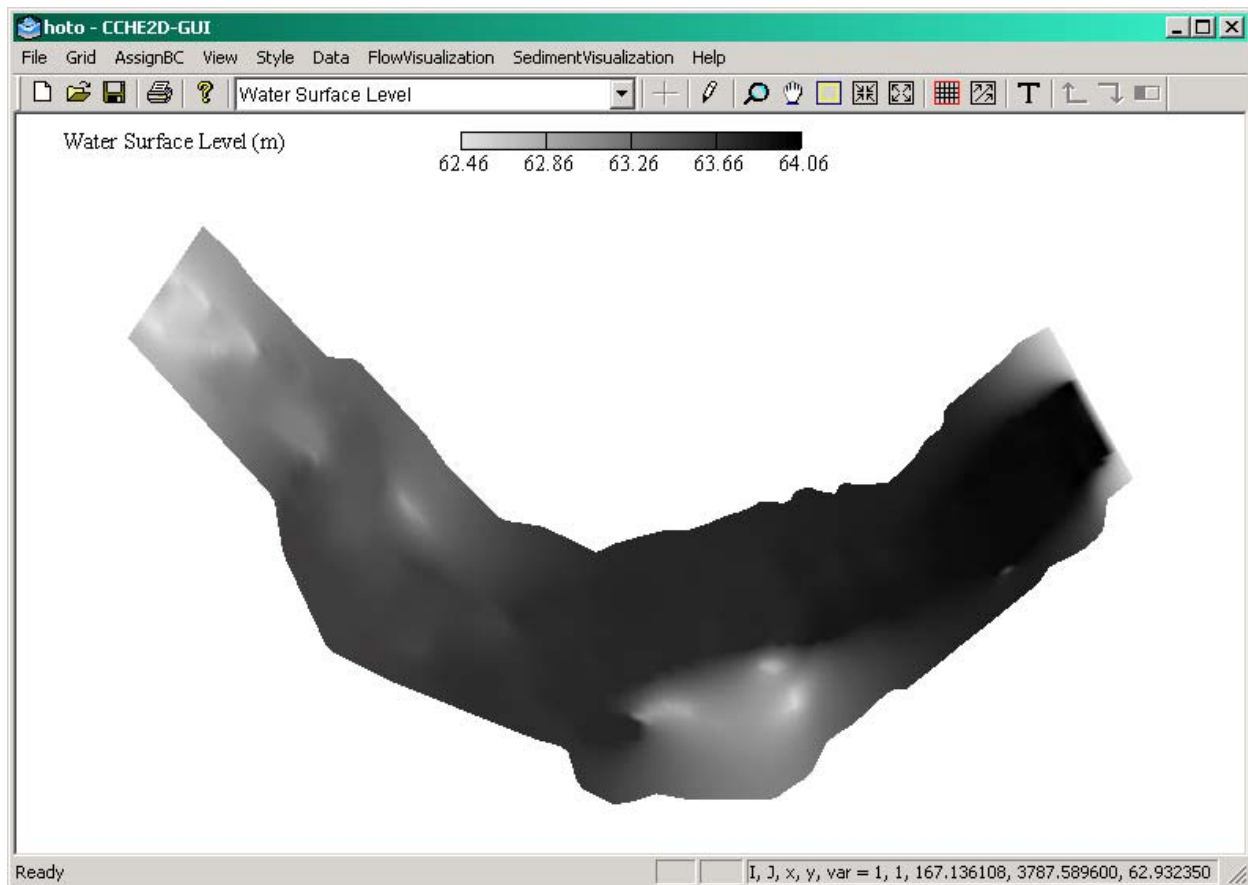 hoto - CCHE2D-GUI
File Grid AssignBC View Style Data FlowVisualization SedimentVisualization Help
Water Surface Level
T
Water Surface Level (m)
62.46 62.86 63.26 63.66 64.06
Ready
I, J, x, y, var = 1, 1, 167.136108, 3787.589600, 62.932350